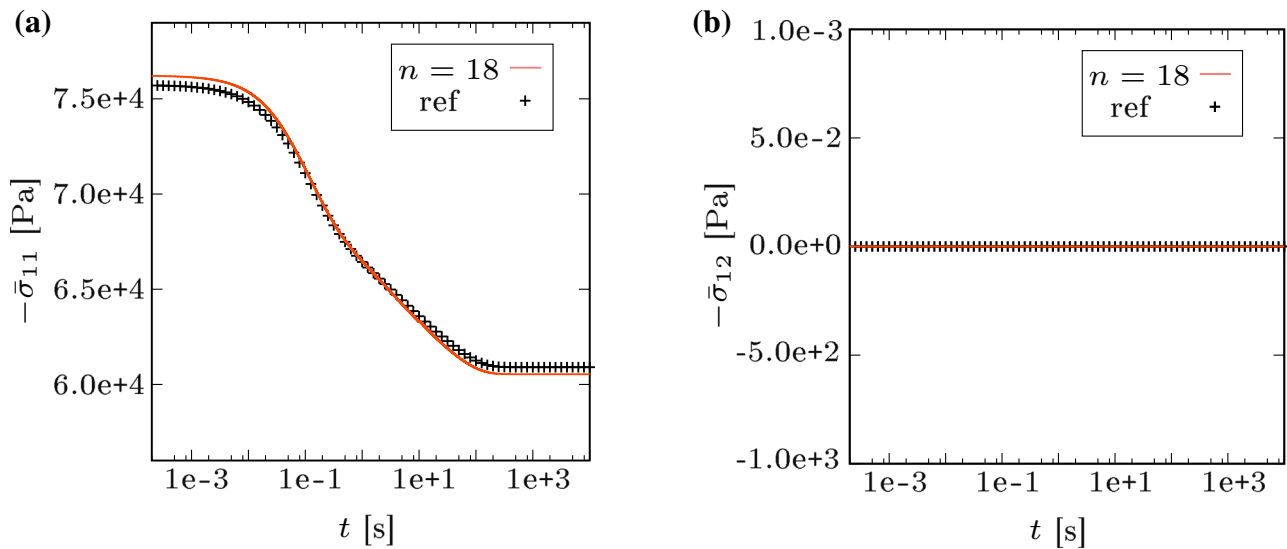 (a)
n = 18
ref
7.5e+4
7.0e+4
6.5e+4
6.0e+4
−σ̄₁₁ [Pa]
1e-3 1e-1 1e+1 1e+3
t [s]
(b)
n = 18
ref
1.0e-3
5.0e-2
0.0e+0
-5.0e+2
-1.0e+3
−σ̄₁₂ [Pa]
1e-3 1e-1 1e+1 1e+3
t [s]